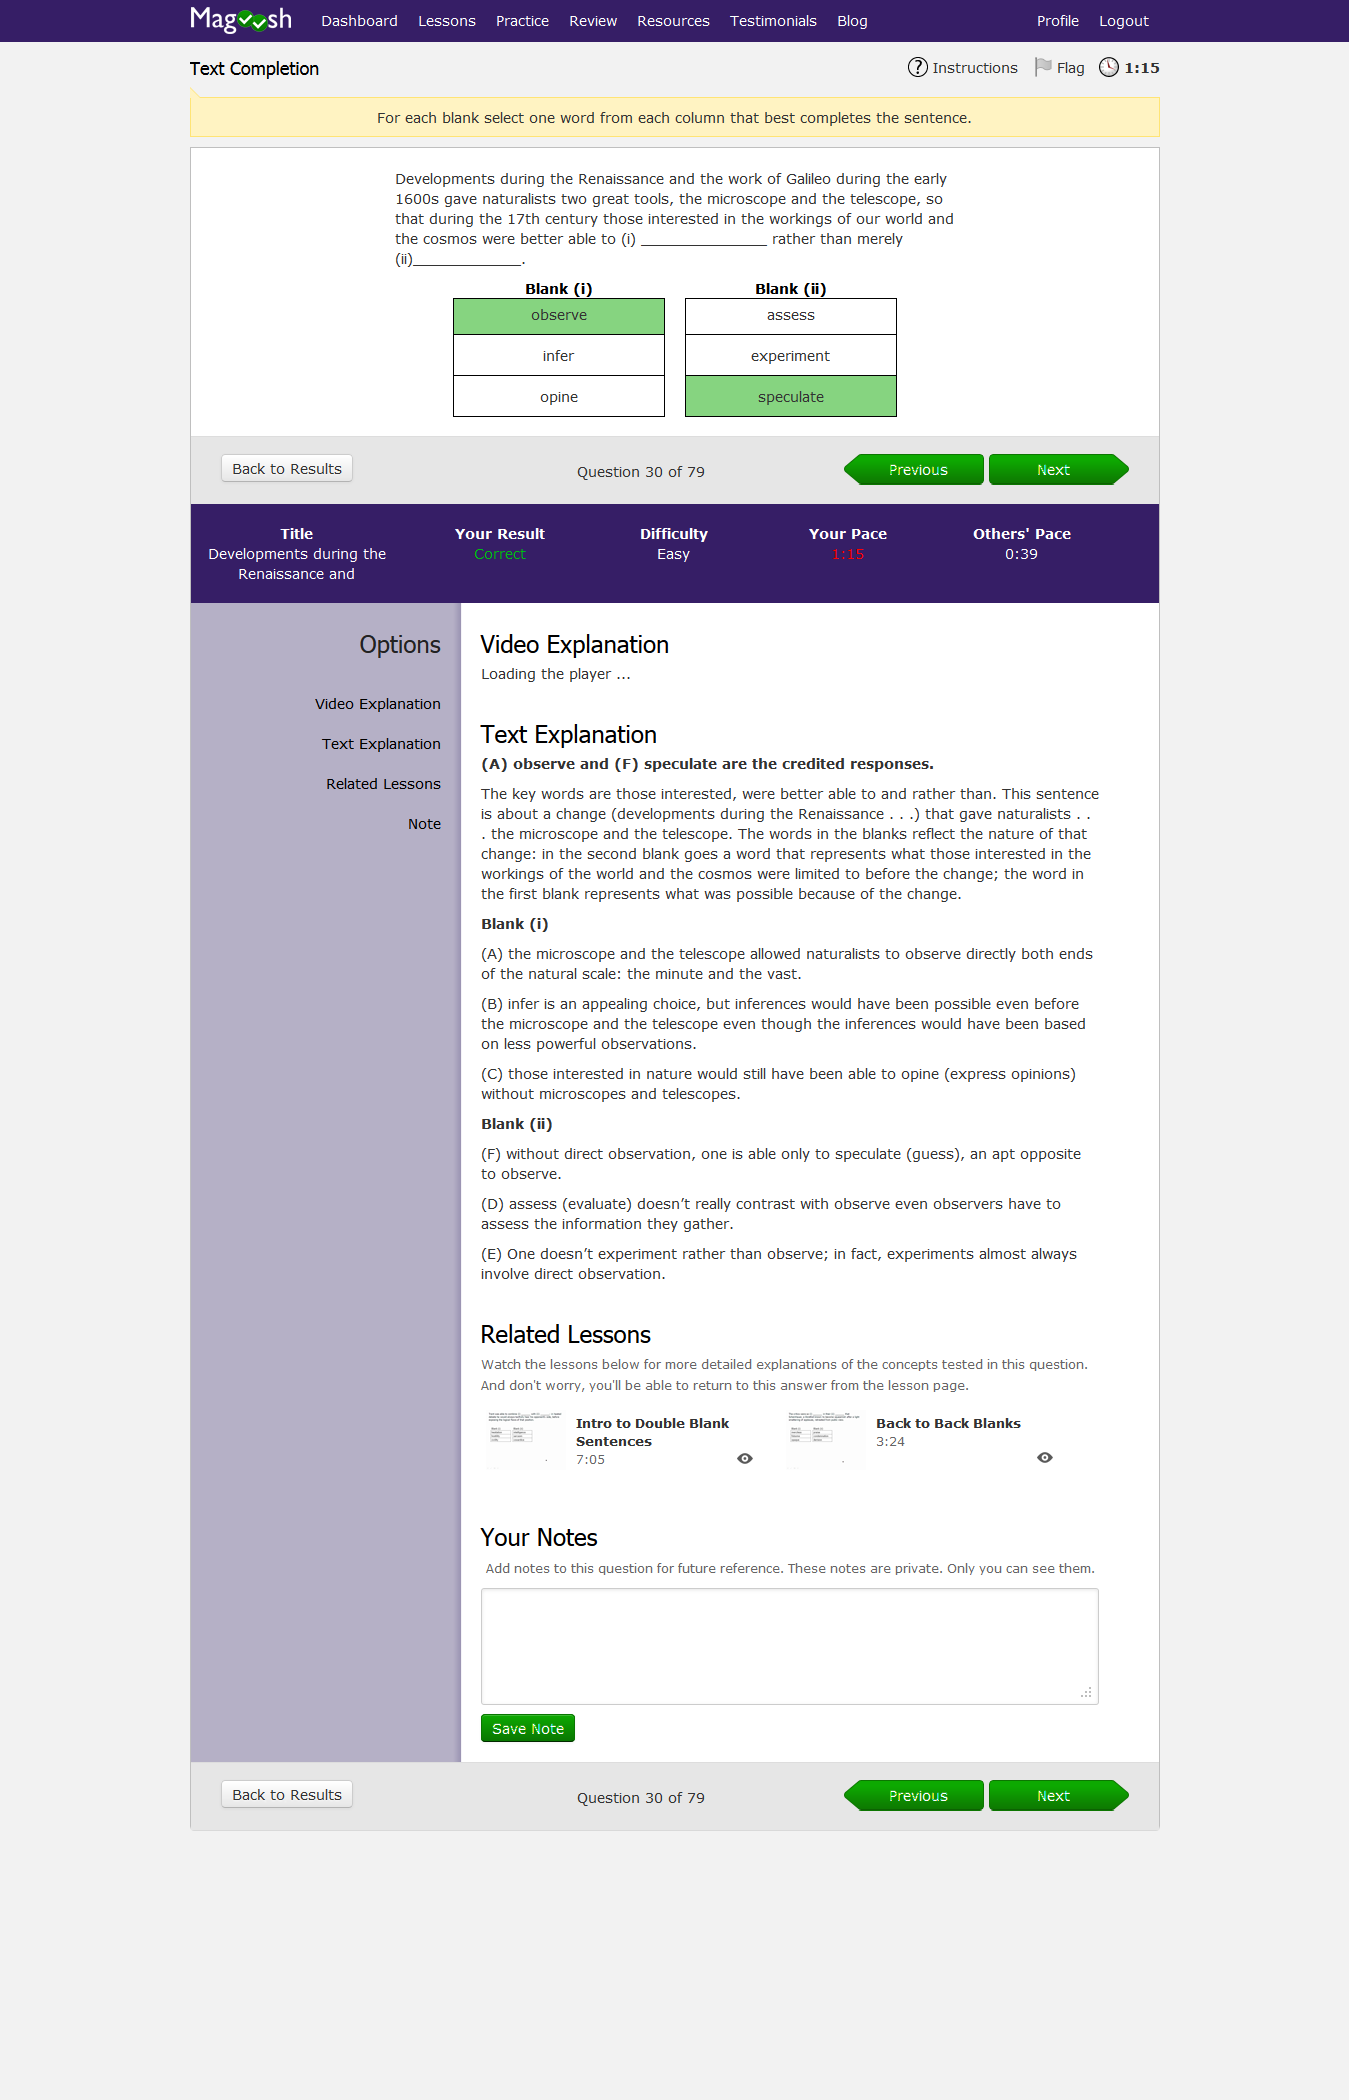 Magoosh Dashboard Lessons Practice Review Resources Testimonials Blog Profile Logout
Text Completion Instructions Flag 1:15
For each blank select one word from each column that best completes the sentence.
Developments during the Renaissance and the work of Galileo during the early
1600s gave naturalists two great tools, the microscope and the telescope, so
that during the 17th century those interested in the workings of our world and
the cosmos were better able to (i) ______________ rather than merely
(ii)____________.
Blank (i) Blank (ii)
observe assess
infer experiment
opine speculate
Back to Results Question 30 of 79 Previous Next
Title Your Result Difficulty Your Pace Others' Pace
Developments during the Correct Easy 1:15 0:39
Renaissance and
Options
Video Explanation
Text Explanation
Related Lessons
Note
Video Explanation
Loading the player ...
Text Explanation
(A) observe and (F) speculate are the credited responses.
The key words are those interested, were better able to and rather than. This sentence
is about a change (developments during the Renaissance . . .) that gave naturalists . .
. the microscope and the telescope. The words in the blanks reflect the nature of that
change: in the second blank goes a word that represents what those interested in the
workings of the world and the cosmos were limited to before the change; the word in
the first blank represents what was possible because of the change.
Blank (i)
(A) the microscope and the telescope allowed naturalists to observe directly both ends
of the natural scale: the minute and the vast.
(B) infer is an appealing choice, but inferences would have been possible even before
the microscope and the telescope even though the inferences would have been based
on less powerful observations.
(C) those interested in nature would still have been able to opine (express opinions)
without microscopes and telescopes.
Blank (ii)
(F) without direct observation, one is able only to speculate (guess), an apt opposite
to observe.
(D) assess (evaluate) doesn’t really contrast with observe even observers have to
assess the information they gather.
(E) One doesn’t experiment rather than observe; in fact, experiments almost always
involve direct observation.
Related Lessons
Watch the lessons below for more detailed explanations of the concepts tested in this question.
And don't worry, you'll be able to return to this answer from the lesson page.
Intro to Double Blank Back to Back Blanks
Sentences 3:24
7:05
Your Notes
Add notes to this question for future reference. These notes are private. Only you can see them.
Save Note
Back to Results Question 30 of 79 Previous Next